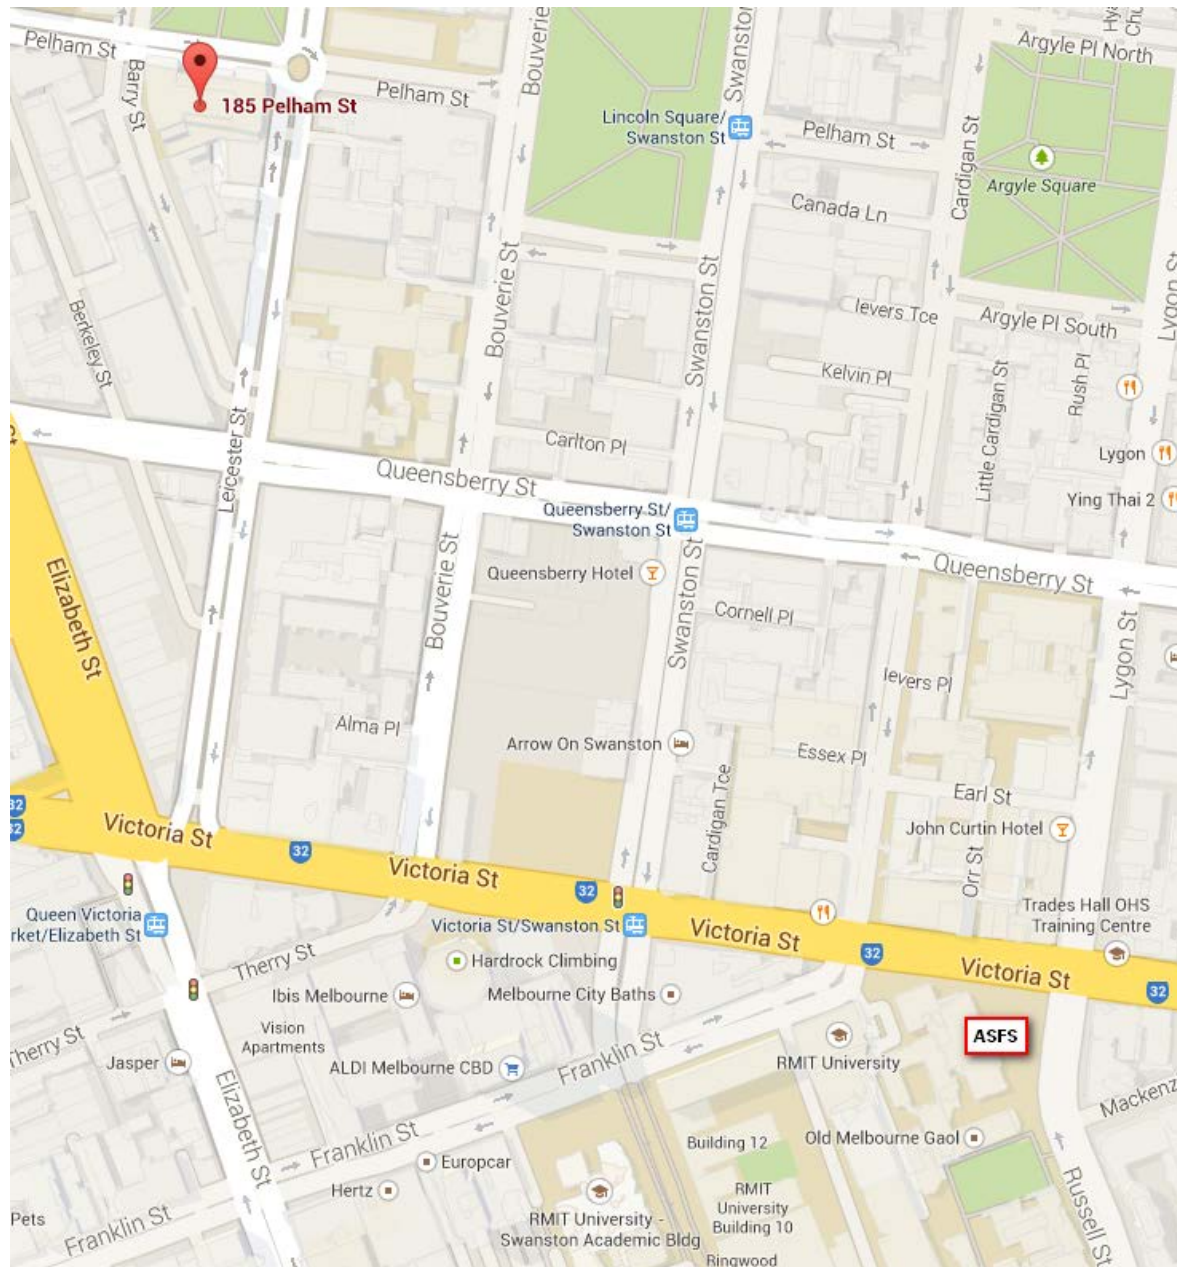 Pelham St
Barry St
185 Pelham St
Pelham St
Bouverie St
Swanston St
Lincoln Square/
Swanston St
Pelham St
Cardigan St
Argyle Pl North
Argyle Square
Canada Ln
Lygon St
Berkeley St
Bouverie St
Swanston St
Ievers Tce
Argyle Pl South
Kelvin Pl
Little Cardigan St
Rush Pl
Leicester St
Carlton Pl
Lygon
Ying Thai 2
Queensberry St
Queensberry St/
Swanston St
Queensberry Hotel
Queensberry St
Elizabeth St
Bouverie St
Swanston St
Cornell Pl
Ievers Pl
Lygon St
Alma Pl
Arrow On Swanston
Cardigan Tce
Essex Pl
Earl St
John Curtin Hotel
Orr St
32
32
Victoria St
32
Victoria St
32
Victoria St
32
Victoria St
32
Trades Hall OHS
Training Centre
Queen Victoria
rket/Elizabeth St
Victoria St/Swanston St
Therry St
Hardrock Climbing
Ibis Melbourne
Melbourne City Baths
Vision
Apartments
Therry St
Jasper
ALDI Melbourne CBD
Franklin St
RMIT University
ASFS
Mackenz
Elizabeth St
Franklin St
Europcar
Hertz
Building 12
Old Melbourne Gaol
RMIT
University
Building 10
RMIT University -
Swanston Academic Bldg
Ringwood
Russell St
Pets
Franklin St